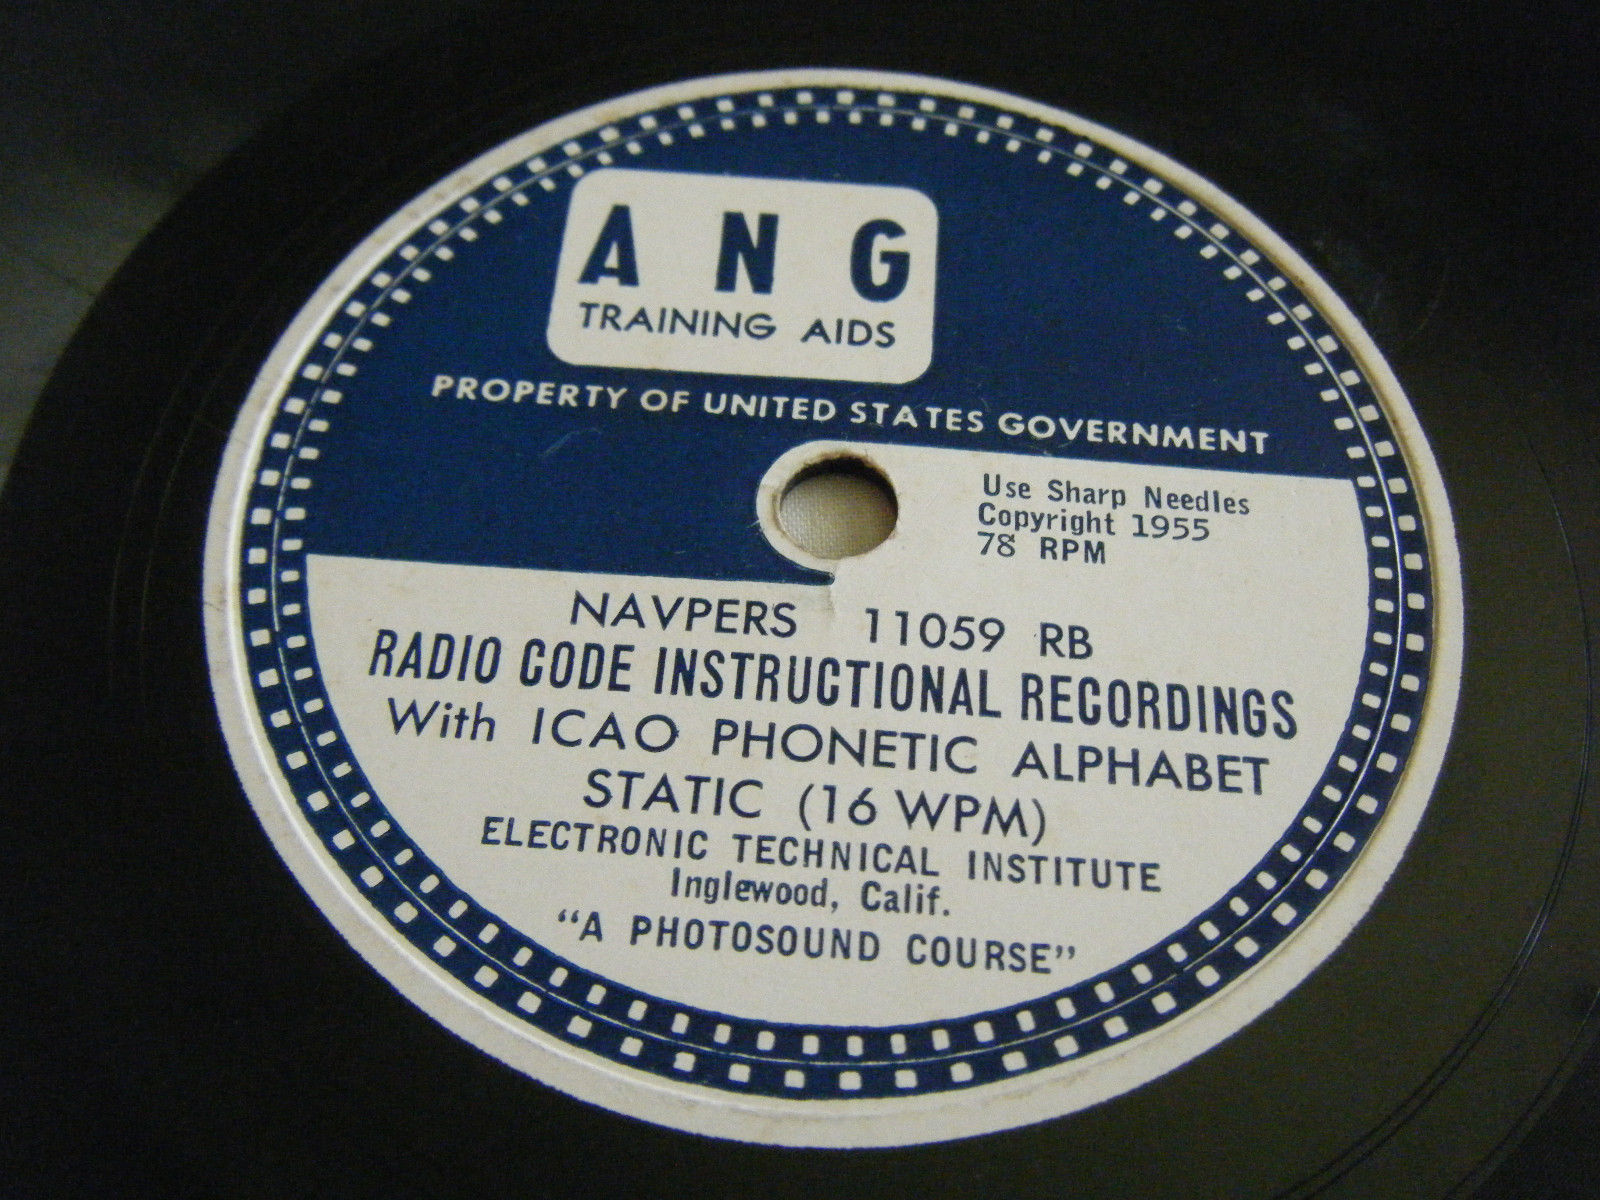 A N G
TRAINING AIDS
PROPERTY OF UNITED STATES GOVERNMENT
Use Sharp Needles
Copyright 1955
78 RPM
NAVPERS 11059 RB
RADIO CODE INSTRUCTIONAL RECORDINGS
With ICAO PHONETIC ALPHABET
STATIC (16 WPM)
ELECTRONIC TECHNICAL INSTITUTE
Inglewood, Calif.
"A PHOTOSOUND COURSE"